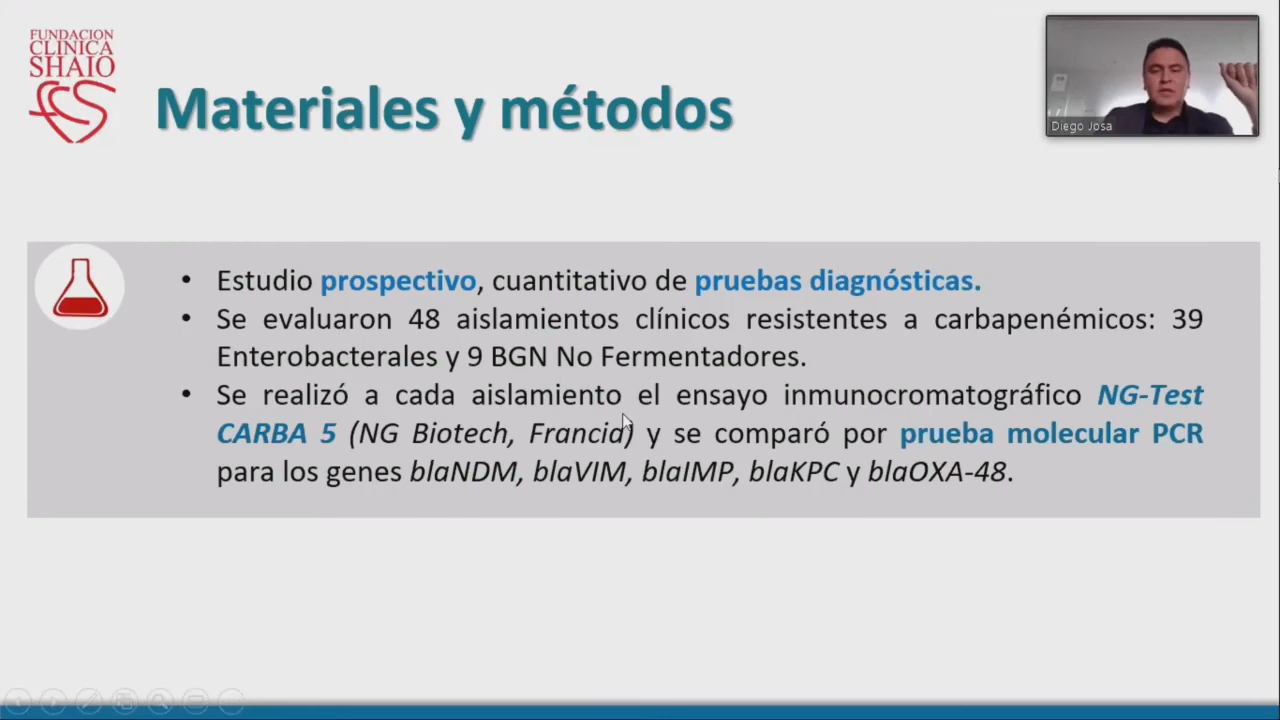 FUNDACION
CLINICA
SHAIO
Materiales y métodos
Diego Josa
• Estudio prospectivo, cuantitativo de pruebas diagnósticas.
• Se evaluaron 48 aislamientos clínicos resistentes a carbapenémicos: 39
Enterobacterales y 9 BGN No Fermentadores.
• Se realizó a cada aislamiento el ensayo inmunocromatográfico NG-Test
CARBA 5 (NG Biotech, Francia) y se comparó por prueba molecular PCR
para los genes blaNDM, blaVIM, blaIMP, blaKPC y blaOXA-48.